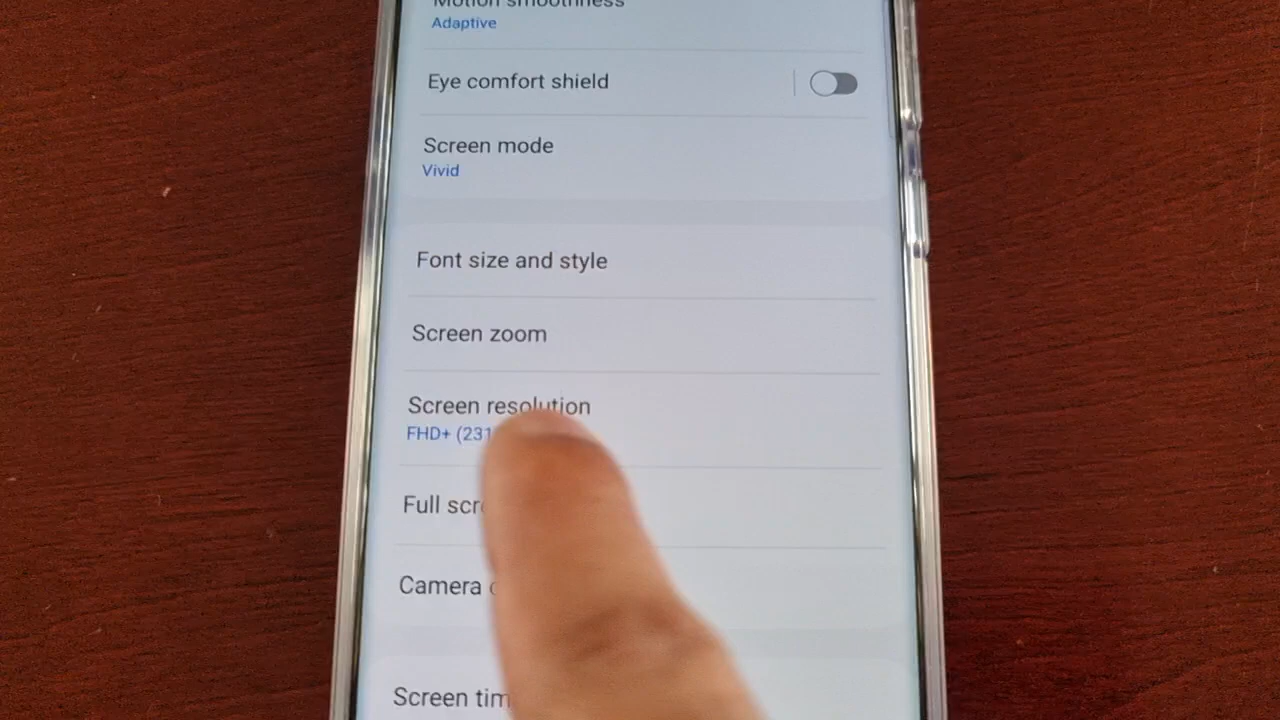 Motion smoothness
Adaptive
Eye comfort shield
Screen mode
Vivid
Font size and style
Screen zoom
Screen resolution
FHD+ (231
Full scr
Camera
Screen tim